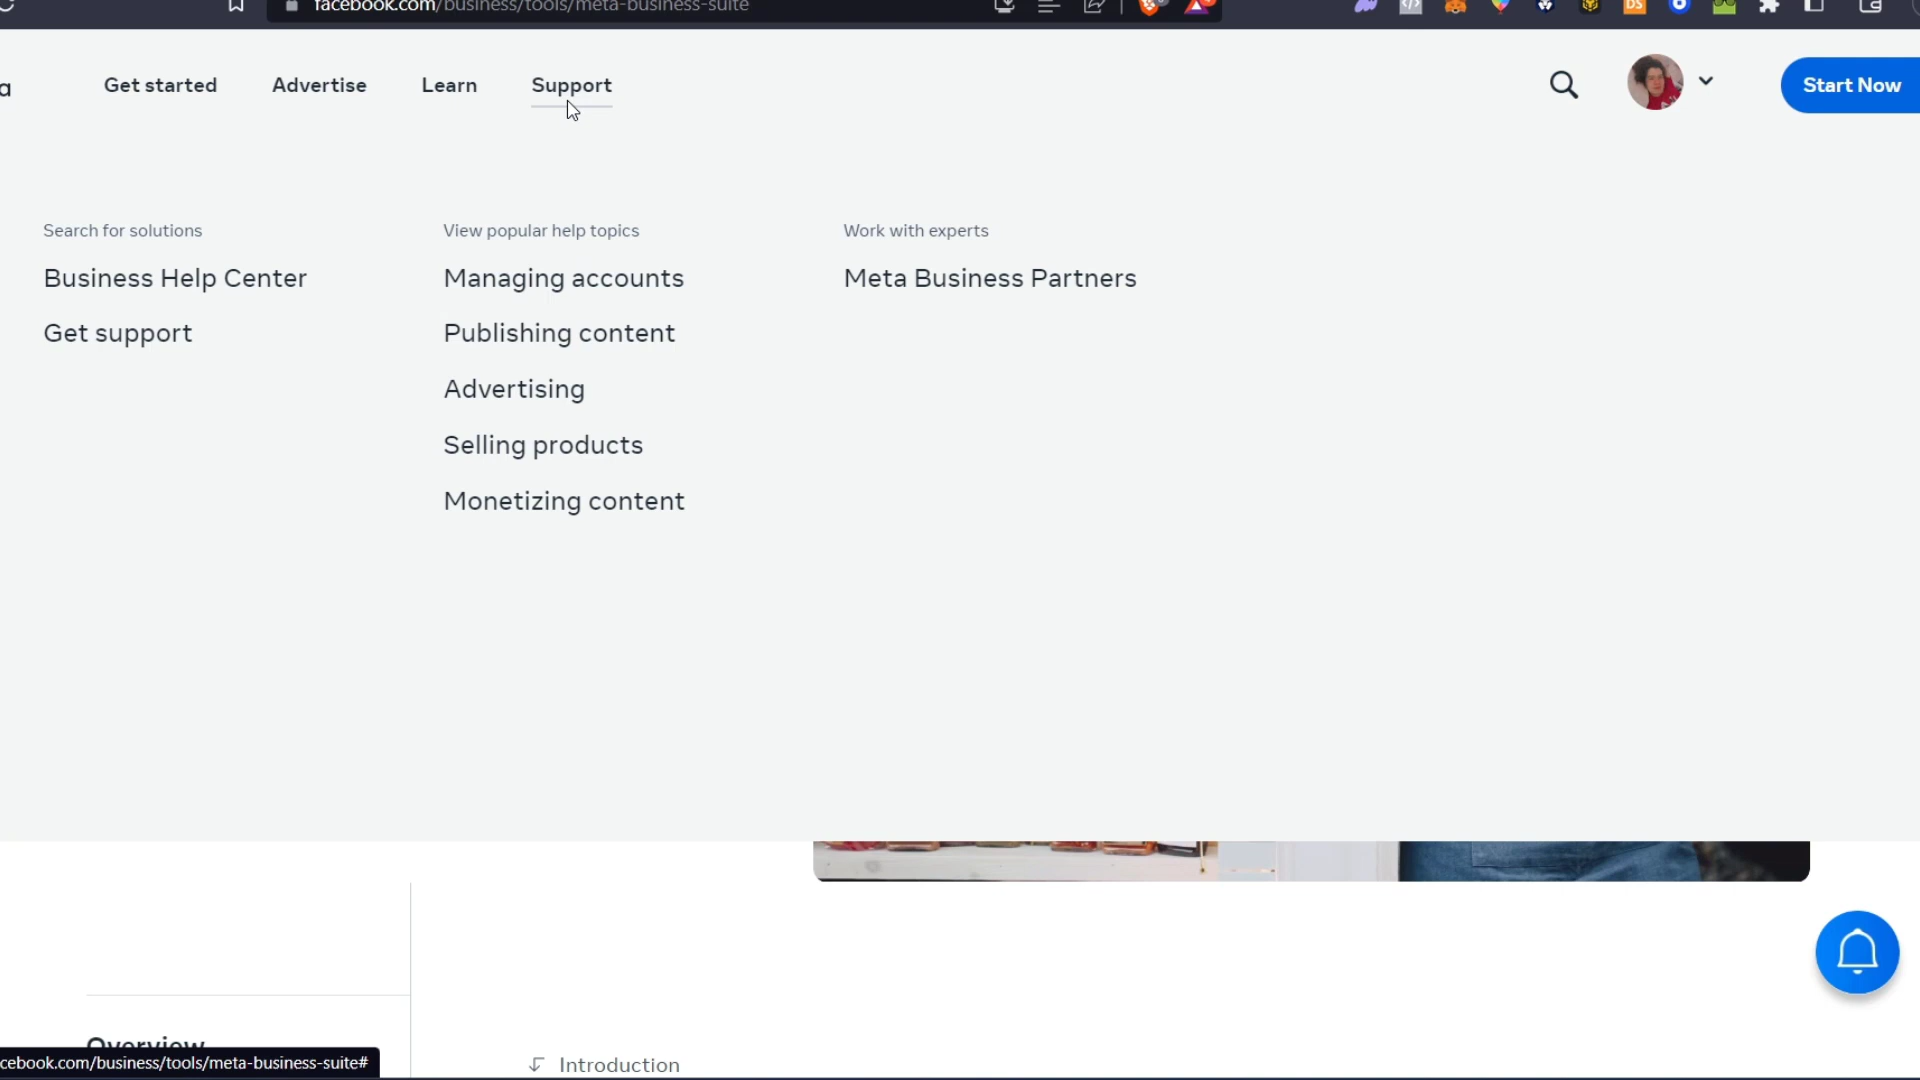 facebook.com/business/tools/meta-business-suite
a
Get started
Advertise
Learn
Support
Start Now
Search for solutions
Business Help Center
Get support
View popular help topics
Managing accounts
Publishing content
Advertising
Selling products
Monetizing content
Work with experts
Meta Business Partners
Overview
Introduction
cebook.com/business/tools/meta-business-suite#